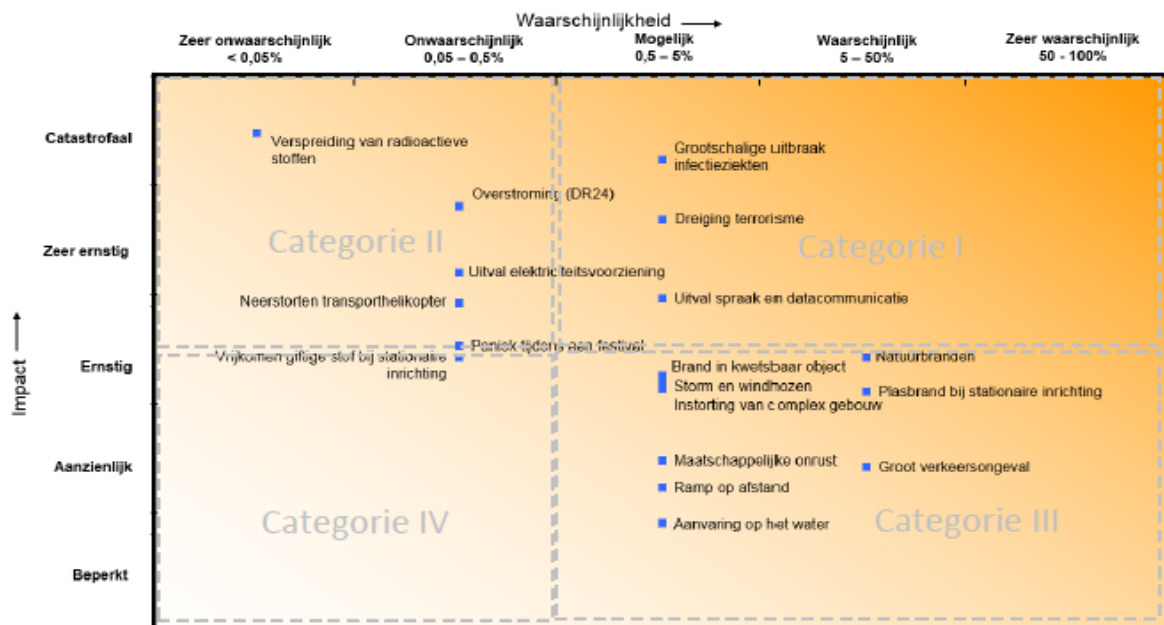 Waarschijnlijkheid
Zeer onwaarschijnlijk
< 0,05%
Onwaarschijnlijk
0,05 – 0,5%
Mogelijk
0,5 – 5%
Waarschijnlijk
5 – 50%
Zeer waarschijnlijk
50 - 100%
Impact
Catastrofaal
Zeer ernstig
Ernstig
Aanzienlijk
Beperkt
Verspreiding van radioactieve
stoffen
Overstroming (DR24)
Categorie II
Uitval elektriciteitsvoorziening
Neerstorten transporthelikopter
Paniek tijdens een festival
Vrijkomen giftige stof bij stationaire
inrichting
Grootschalige uitbraak
infectieziekten
Dreiging terrorisme
Categorie I
Uitval spraak en datacommunicatie
Natuurbranden
Brand in kwetsbaar object
Storm en windhozen
Instorting van complex gebouw
Plasbrand bij stationaire inrichting
Maatschappelijke onrust
Groot verkeersongeval
Ramp op afstand
Aanvaring op het water
Categorie III
Categorie IV